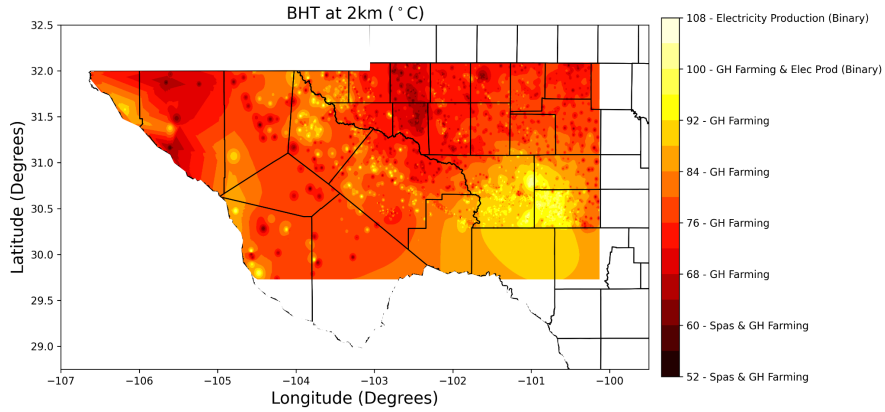 BHT at 2km (°C)
32.5
32.0
31.5
31.0
30.5
30.0
29.5
29.0
Latitude (Degrees)
−107
−106
−105
−104
−103
−102
−101
−100
Longitude (Degrees)
108 - Electricity Production (Binary)
100 - GH Farming & Elec Prod (Binary)
92 - GH Farming
84 - GH Farming
76 - GH Farming
68 - GH Farming
60 - Spas & GH Farming
52 - Spas & GH Farming